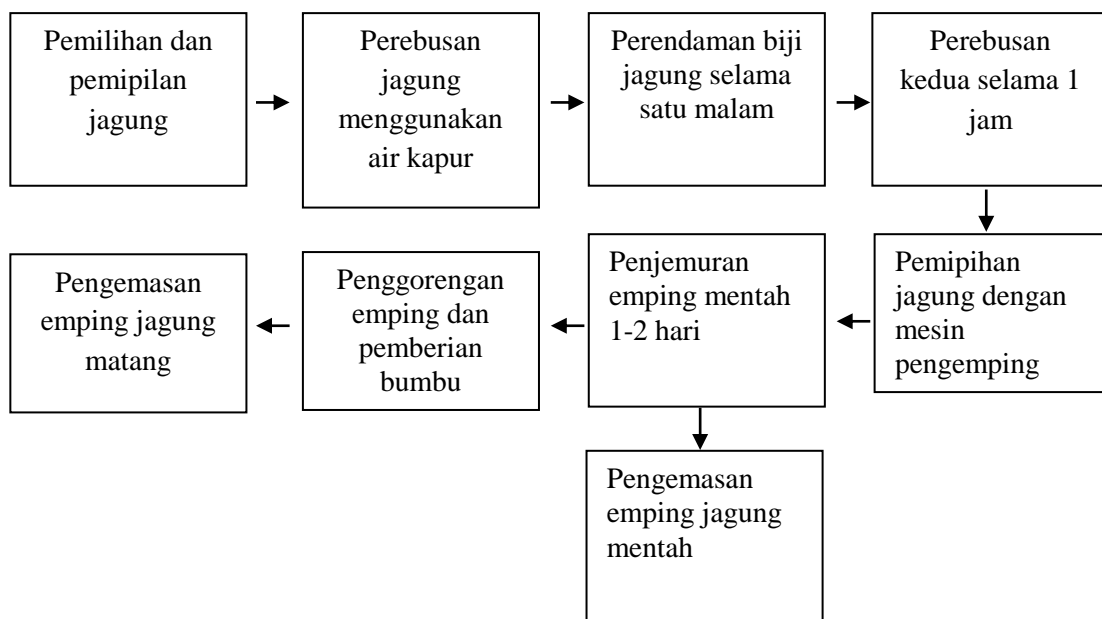 Pemilihan dan
pemipilan
jagung
Perebusan
jagung
menggunakan
air kapur
Perendaman biji
jagung selama
satu malam
Perebusan
kedua selama 1
jam
Pemipihan
jagung dengan
mesin
pengemping
Penjemuran
emping mentah
1-2 hari
Penggorengan
emping dan
pemberian
bumbu
Pengemasan
emping jagung
matang
Pengemasan
emping jagung
mentah